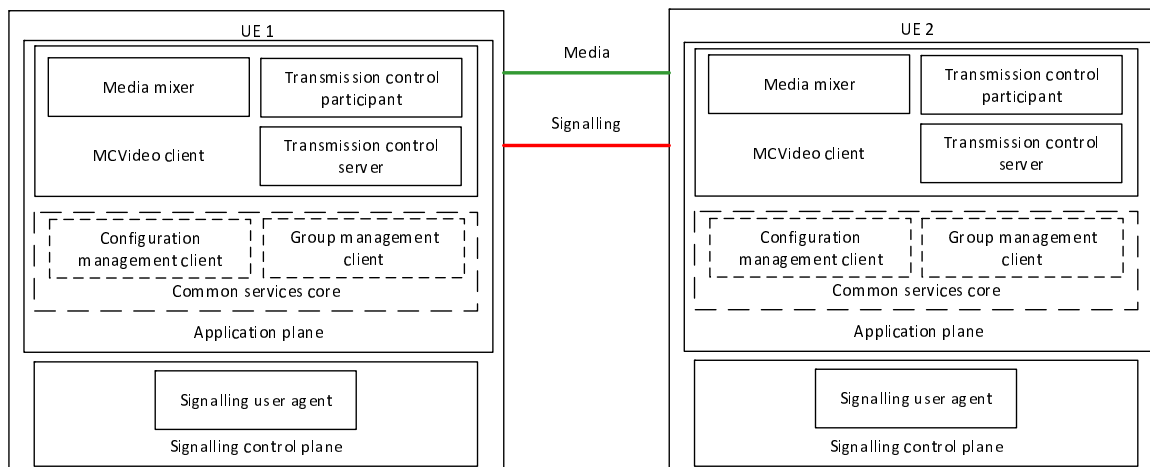 UE 1
Media mixer
Transmission control
participant
MCVideo client
Transmission control
server
Configuration
management client
Group management
client
Common services core
Application plane
Signalling user agent
Signalling control plane
Media
Signalling
UE 2
Media mixer
Transmission control
participant
MCVideo client
Transmission control
server
Configuration
management client
Group management
client
Common services core
Application plane
Signalling user agent
Signalling control plane